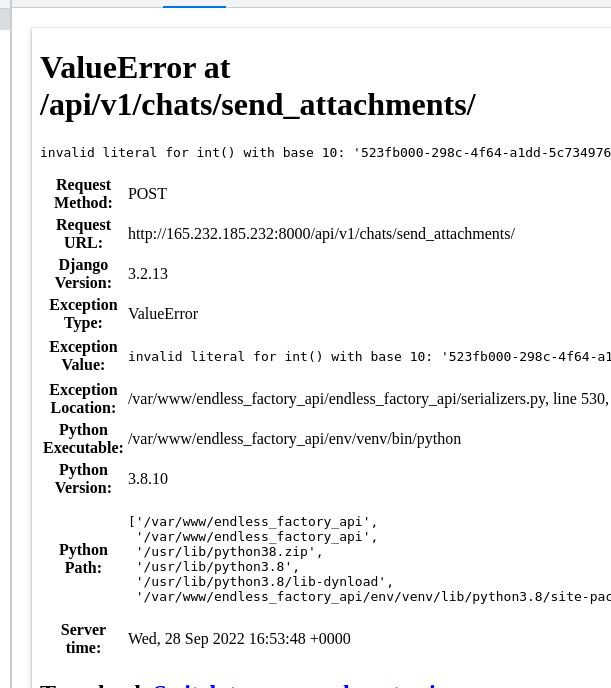 ValueError at
/api/v1/chats/send_attachments/
invalid literal for int() with base 10: '523fb000-298c-4f64-a1dd-5c734976
Request Method: POST
Request URL: http://165.232.185.232:8000/api/v1/chats/send_attachments/
Django Version: 3.2.13
Exception Type: ValueError
Exception Value: invalid literal for int() with base 10: '523fb000-298c-4f64-a1
Exception Location: /var/www/endless_factory_api/endless_factory_api/serializers.py, line 530,
Python Executable: /var/www/endless_factory_api/env/venv/bin/python
Python Version: 3.8.10
Python Path:
['/var/www/endless_factory_api',
'/var/www/endless_factory_api',
'/usr/lib/python38.zip',
'/usr/lib/python3.8',
'/usr/lib/python3.8/lib-dynload',
'/var/www/endless_factory_api/env/venv/lib/python3.8/site-pac
Server time: Wed, 28 Sep 2022 16:53:48 +0000